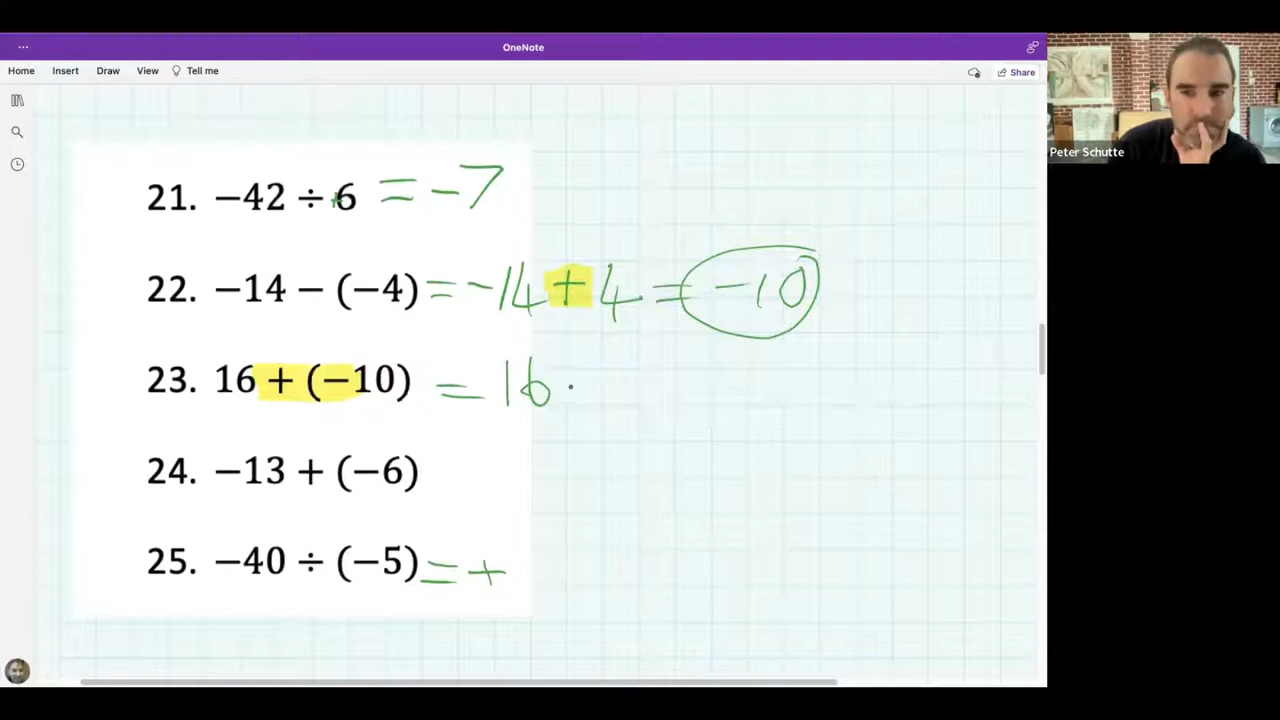 OneNote
Home Insert Draw View Tell me Share
Peter Schutte
21. −42 ÷ +6 = −7
22. −14 − (−4) = −14 + 4 = −10
23. 16 + (−10) = 16
24. −13 + (−6)
25. −40 ÷ (−5) = +